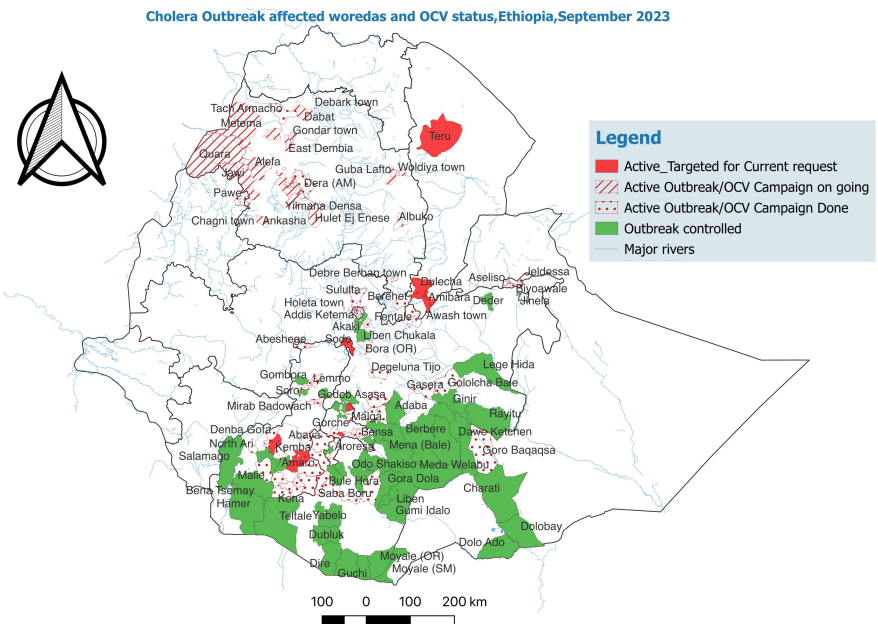 Cholera Outbreak affected woredas and OCV status,Ethiopia,September 2023
Legend
Active_Targeted for Current request
Active Outbreak/OCV Campaign on going
Active Outbreak/OCV Campaign Done
Outbreak controlled
Major rivers
Debark town
Tach Armacho
Dabat
Metema
Gondar town
Teru
East Dembia
Quara
Alefa
Guba Lafto
Woldiya town
Jawi
Dera (AM)
Pawe
Yilmana Densa
Chagni town
Ankasha
Hulet Ej Enese
Albuko
Debre Berhan town
Dulecha
Aseliso
Jeldessa
Sululta
Biyoawale
Berehet
Amibara
Deder
Jinela
Holeta town
Addis Ketema
Fentale
Awash town
Akaki
Abeshege
Sodo
Liben Chukala
Bora (OR)
Degeluna Tijo
Lege Hida
Gombora
Lemmo
Gasera
Gololcha Bale
Soro
Gedeb Asasa
Ginir
Mirab Badowach
Adaba
Malga
Rayitu
Gorche
Denba Gofa
Abaya
Bensa
Berbere
Dawe Ketchen
North Ari
Kemba
Aroresa
Mena (Bale)
Goro Baqaqsa
Salamago
Amaro
Odo Shakiso
Meda Welabu
Male
Bule Hora
Gora Dola
Charati
Bena Tsemay
Kona
Saba Boru
Liben
Hamer
Gumi Idalo
Teltale
Yabelo
Dolobay
Dubluk
Dolo Ado
Moyale (OR)
Dire
Moyale (SM)
Guchi
100 0 100 200 km